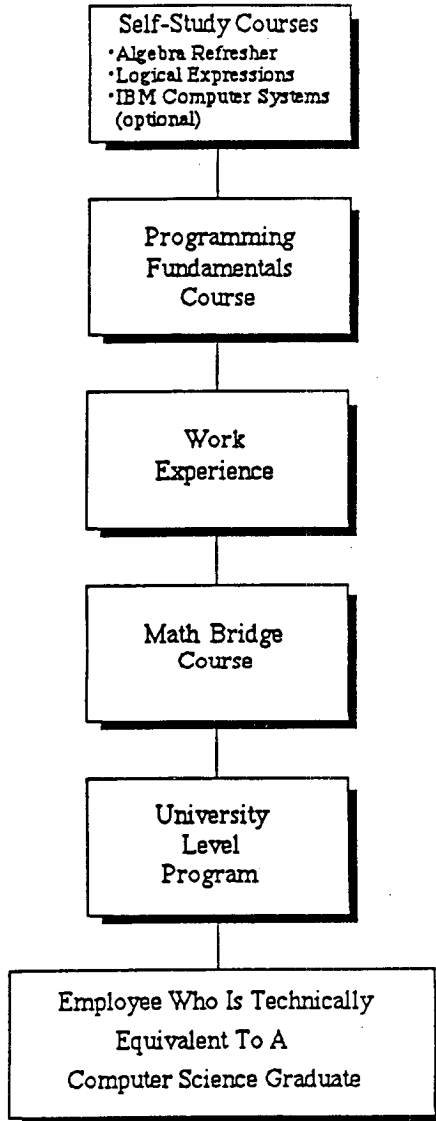 Self-Study Courses
•Algebra Refresher
•Logical Expressions
•IBM Computer Systems
(optional)
Programming
Fundamentals
Course
Work
Experience
Math Bridge
Course
University
Level
Program
Employee Who Is Technically
Equivalent To A
Computer Science Graduate